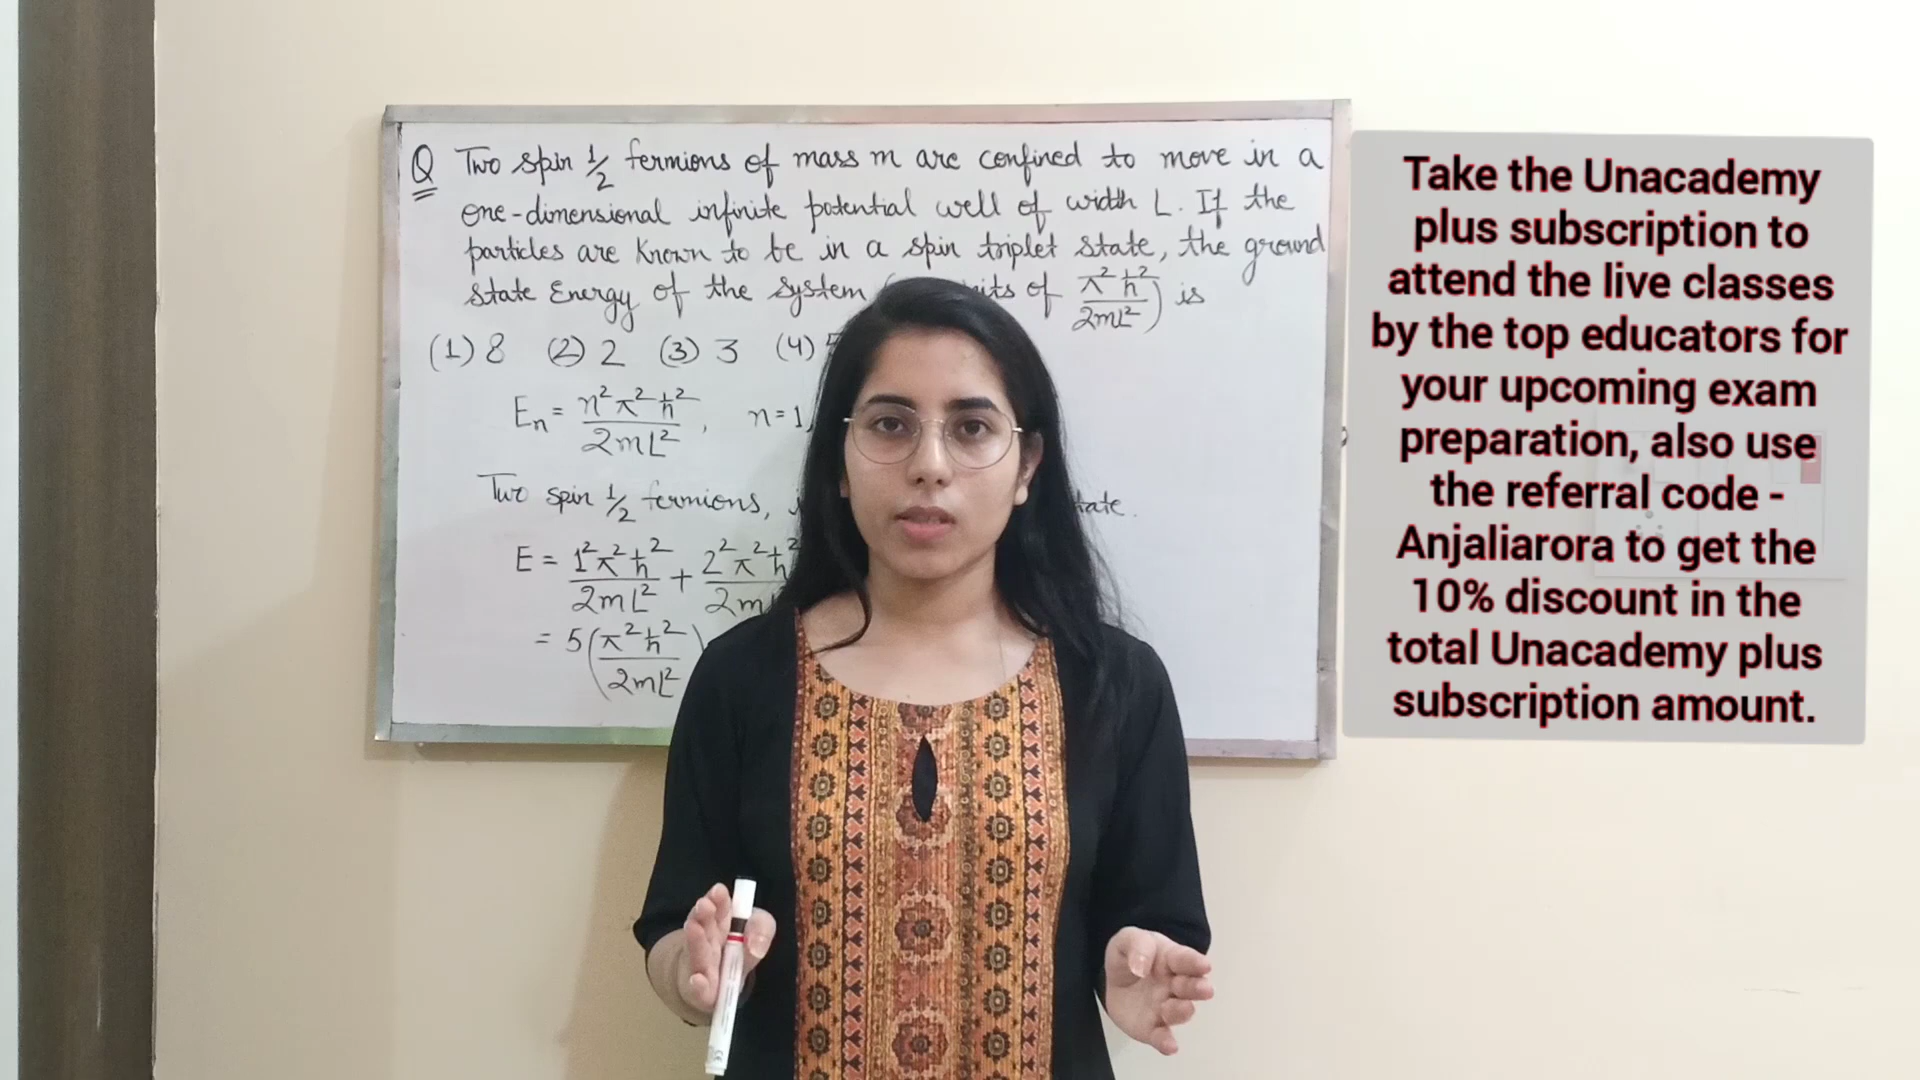 Q Two spin 1/2 fermions of mass m are confined to move in a
one-dimensional infinite potential well of width L. If the
particles are known to be in a spin triplet state, the ground
state Energy of the system of π²ħ²/2mL²) is
(1) 8 (2) 2 (3) 3 (4)
Eₙ = n²π²ħ²/2mL², n=1,
Two spin 1/2 fermions,
E = 1²π²ħ²/2mL² + 2²π²ħ²
= 5(π²ħ²/2mL²)
Take the Unacademy
plus subscription to
attend the live classes
by the top educators for
your upcoming exam
preparation, also use
the referral code -
Anjaliarora to get the
10% discount in the
total Unacademy plus
subscription amount.